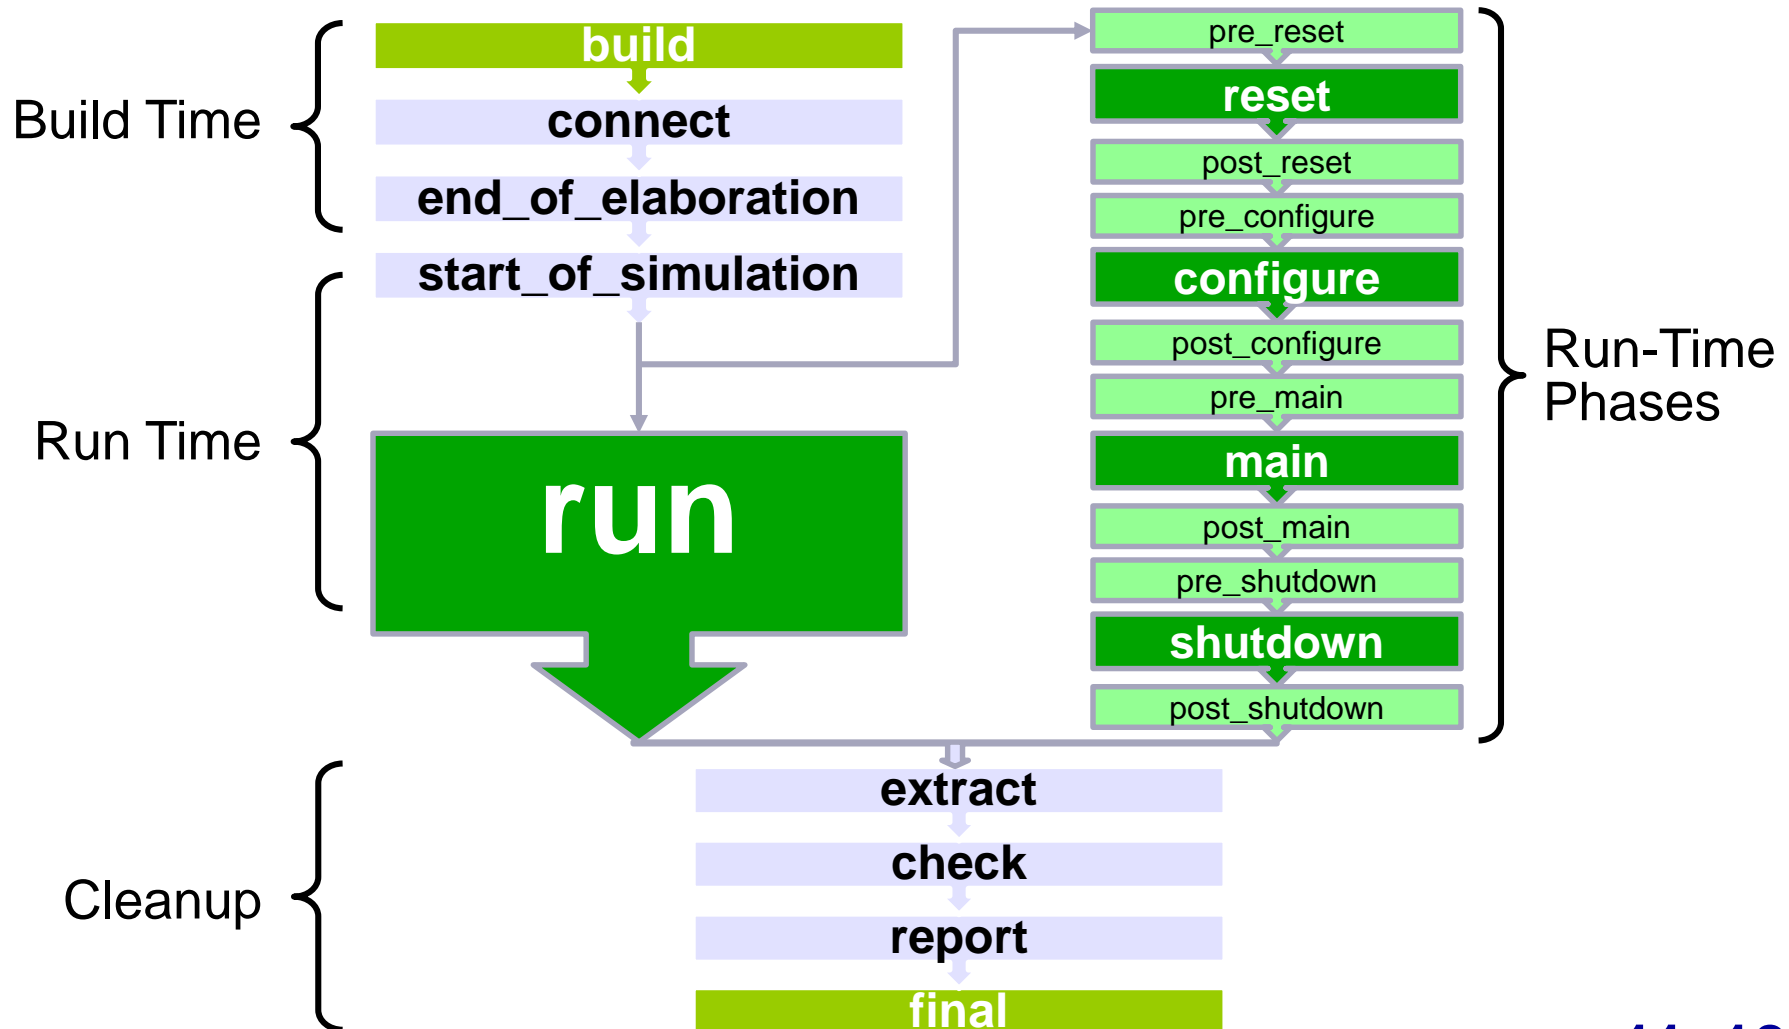 Build Time
build
connect
end_of_elaboration
Run Time
start_of_simulation
run
pre_reset
reset
post_reset
pre_configure
configure
post_configure
pre_main
main
post_main
pre_shutdown
shutdown
post_shutdown
Run-Time
Phases
Cleanup
extract
check
report
final